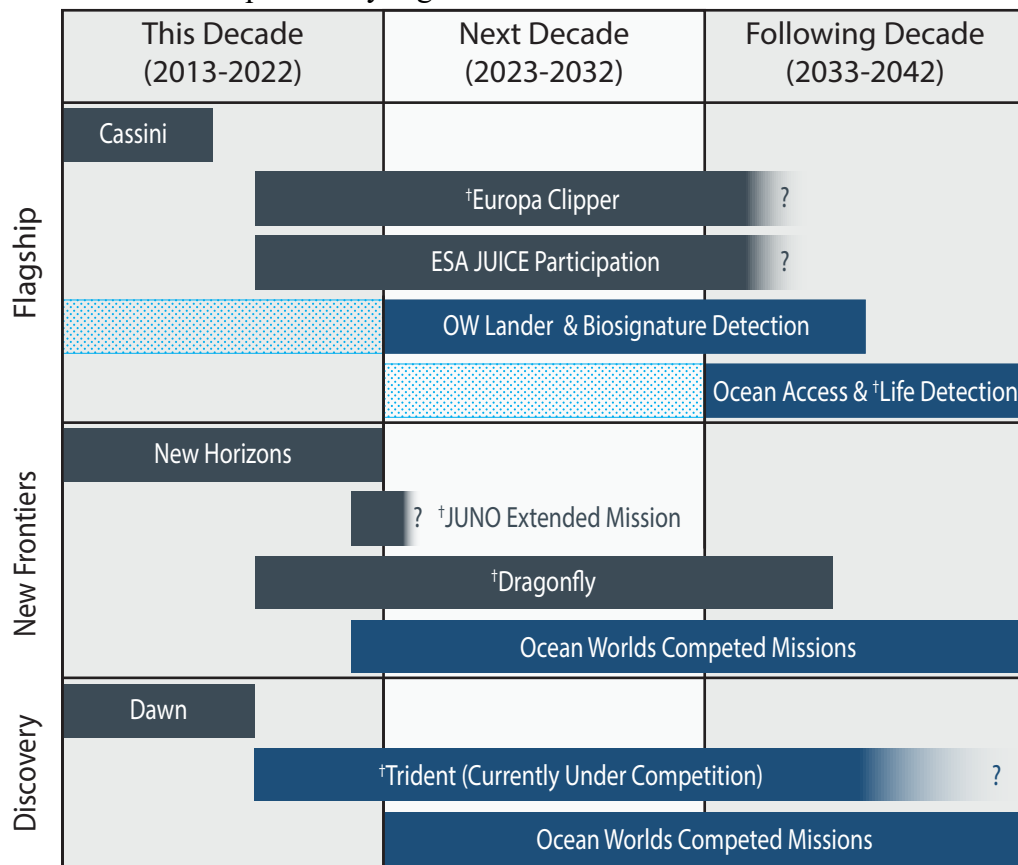 This Decade
(2013-2022)
Next Decade
(2023-2032)
Following Decade
(2033-2042)
Flagship
Cassini
†Europa Clipper ?
ESA JUICE Participation ?
OW Lander & Biosignature Detection
Ocean Access & †Life Detection
New Frontiers
New Horizons
? †JUNO Extended Mission
†Dragonfly
Ocean Worlds Competed Missions
Discovery
Dawn
†Trident (Currently Under Competition) ?
Ocean Worlds Competed Missions